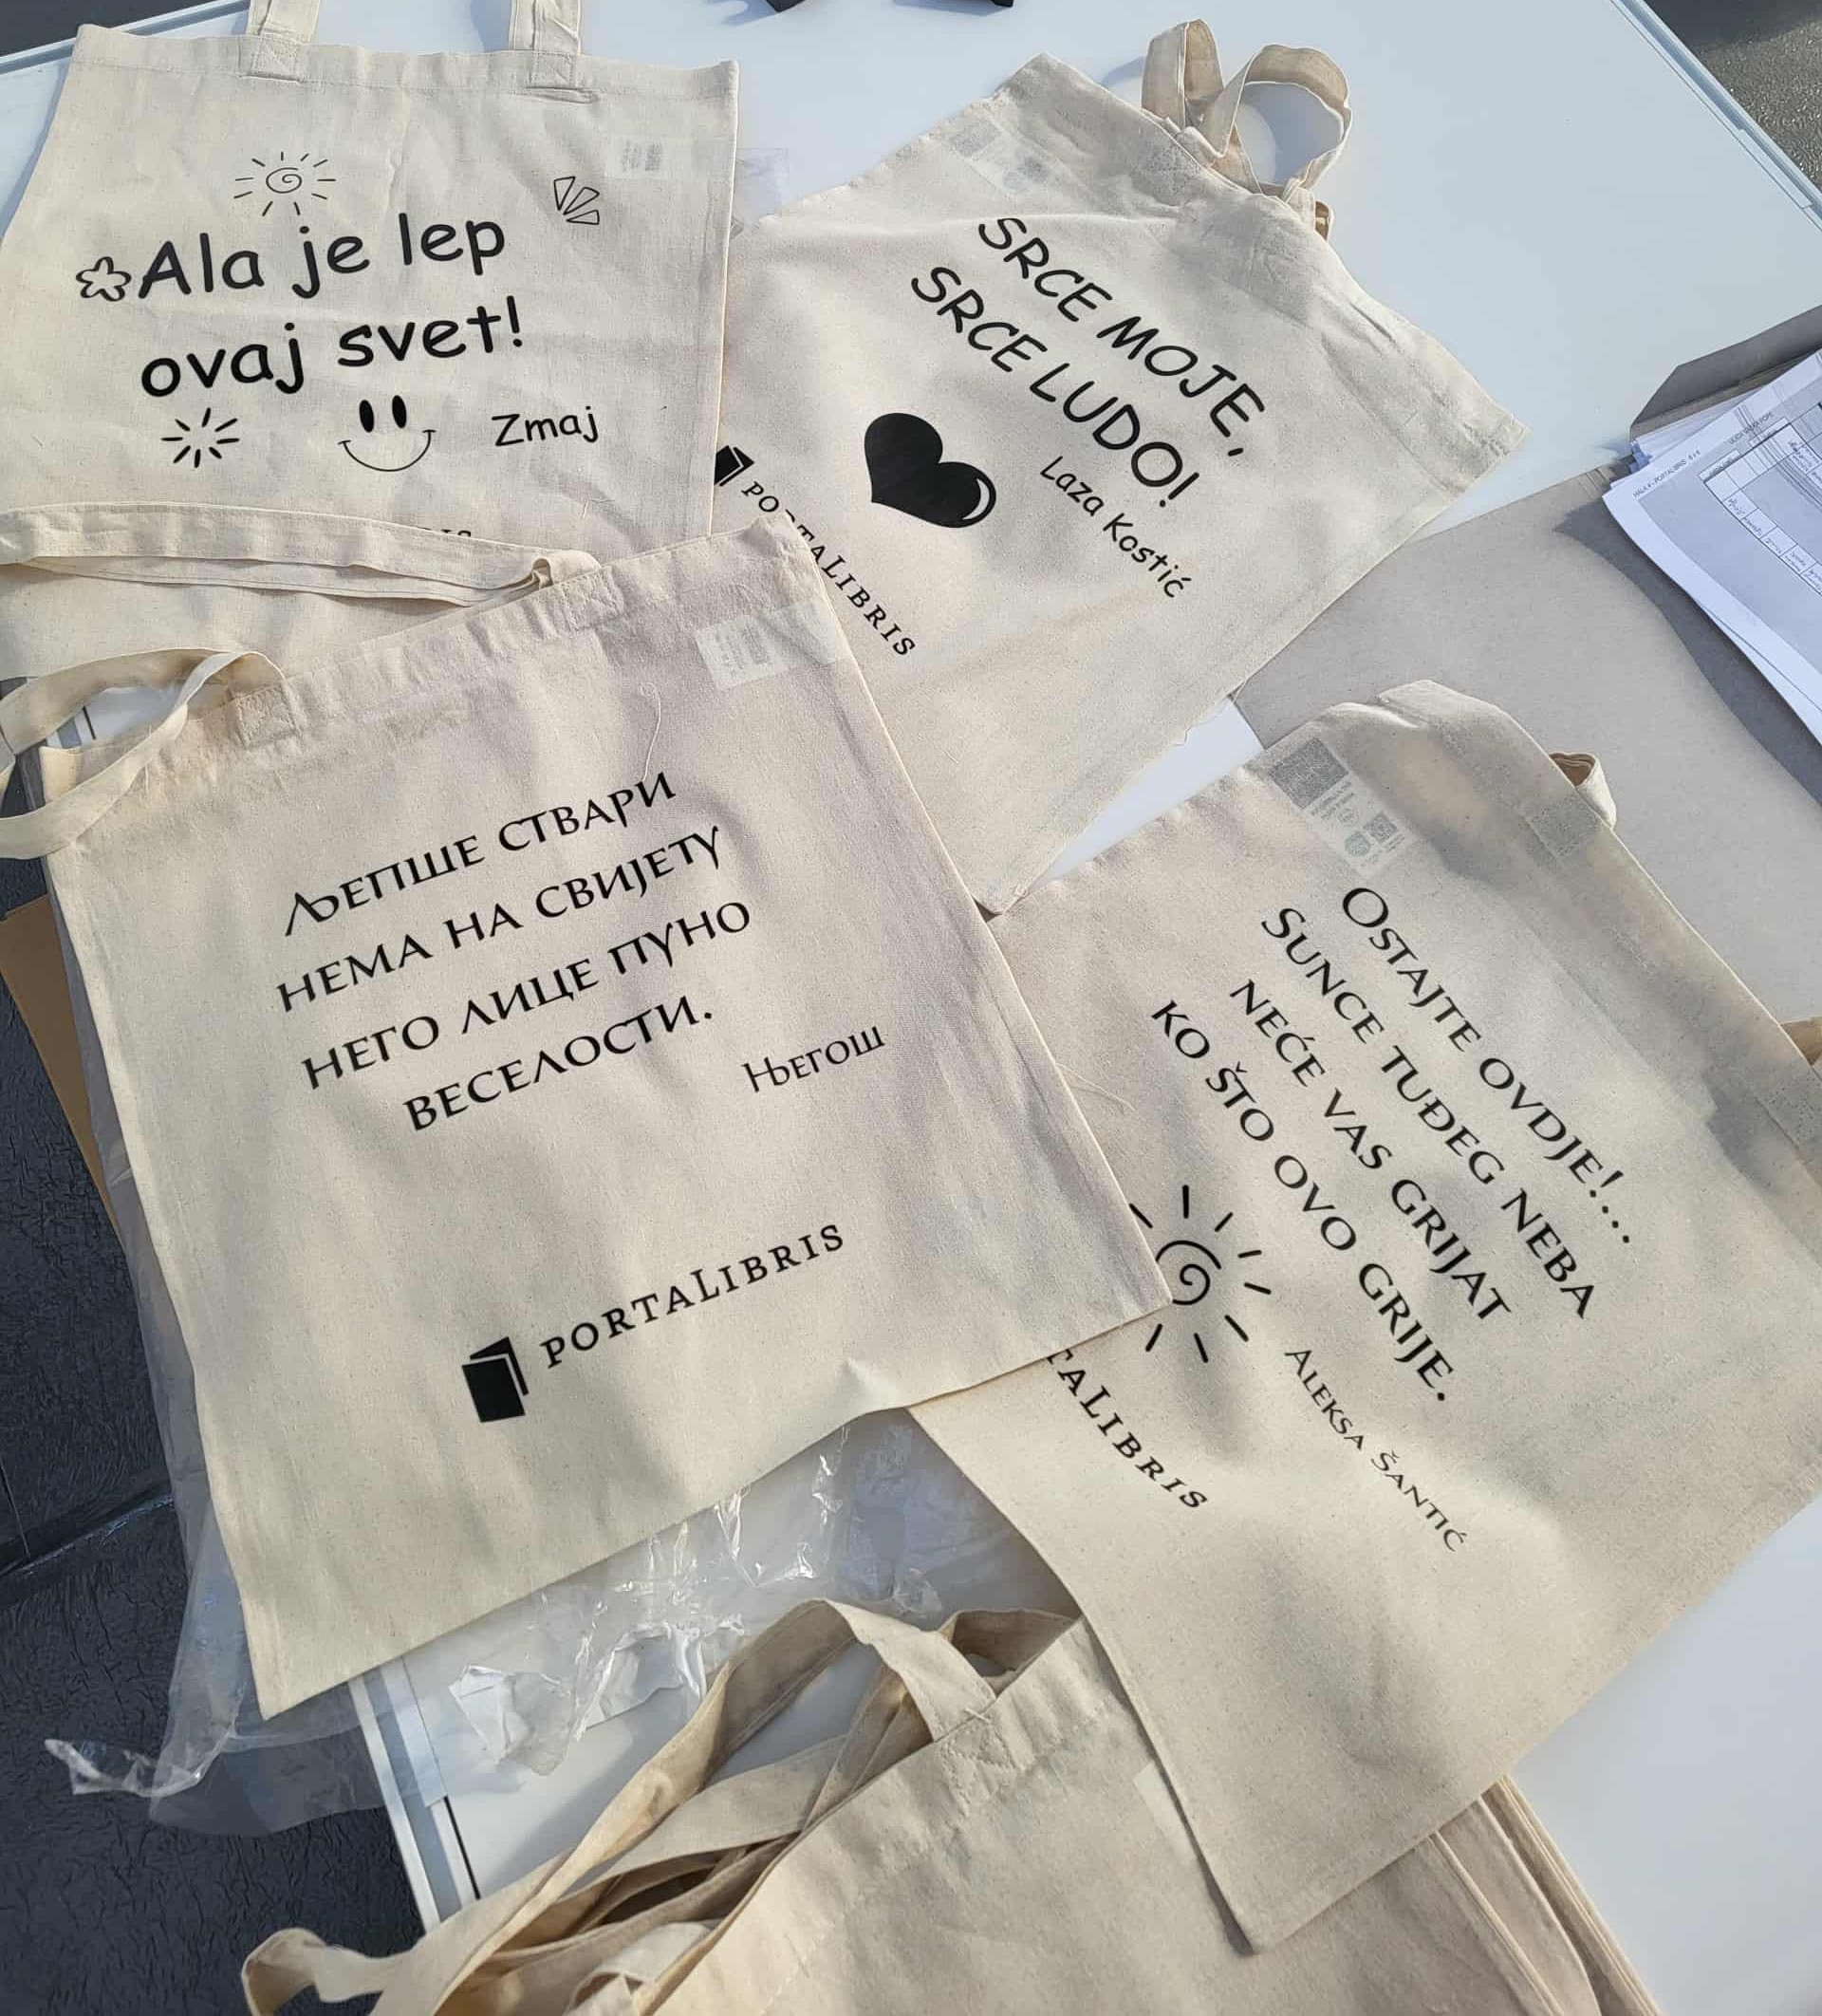 Ala je lep
ovaj svet!
Zmaj
SRCE MOJE,
SRCE LUDO!
Laza Kostić
PORTALIBRIS
ЉЕПШЕ СТВАРИ
НЕМА НА СВИЈЕТУ
НЕГО ЛИЦЕ ПУНО
ВЕСЕЛОСТИ.
ЊЕГОШ
PORTALIBRIS
OSTAJTE OVDJE!...
SUNCE TUĐEG NEBA
NEĆE VAS GRIJAT
KO ŠTO OVO GRIJE.
ALEKSA ŠANTIĆ
TALIBRIS